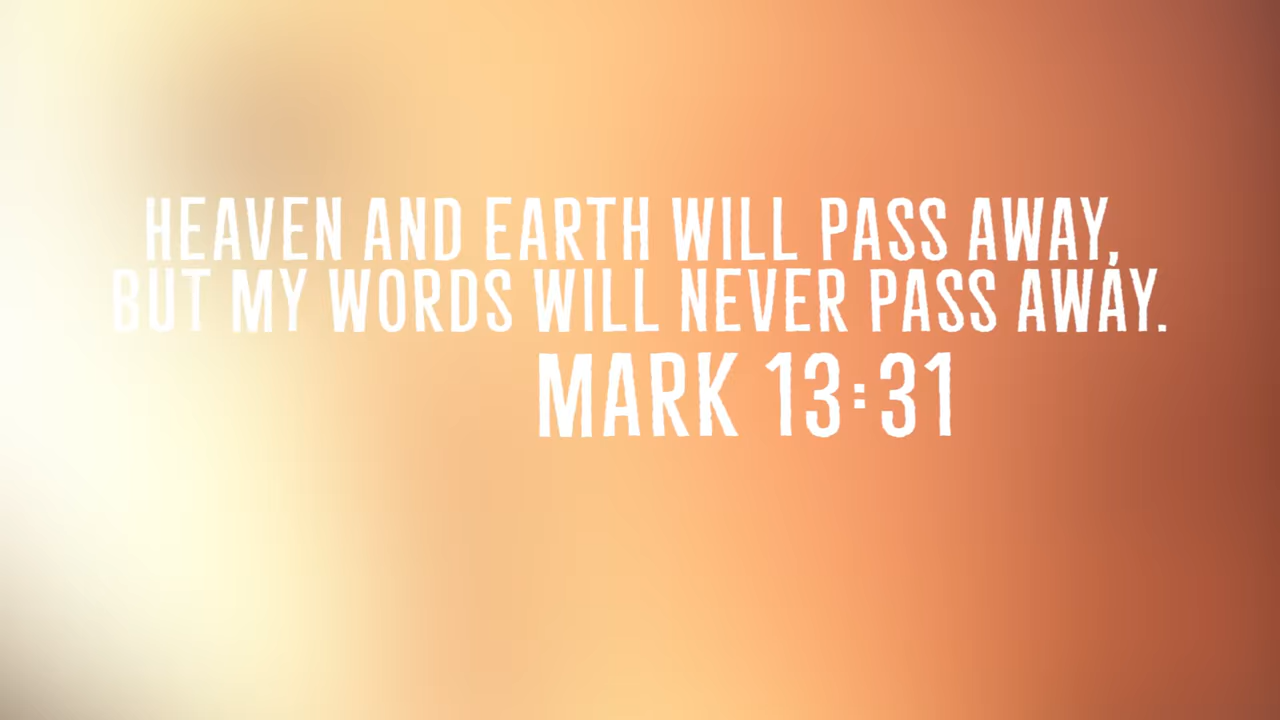 HEAVEN AND EARTH WILL PASS AWAY,
BUT MY WORDS WILL NEVER PASS AWAY.
MARK 13:31